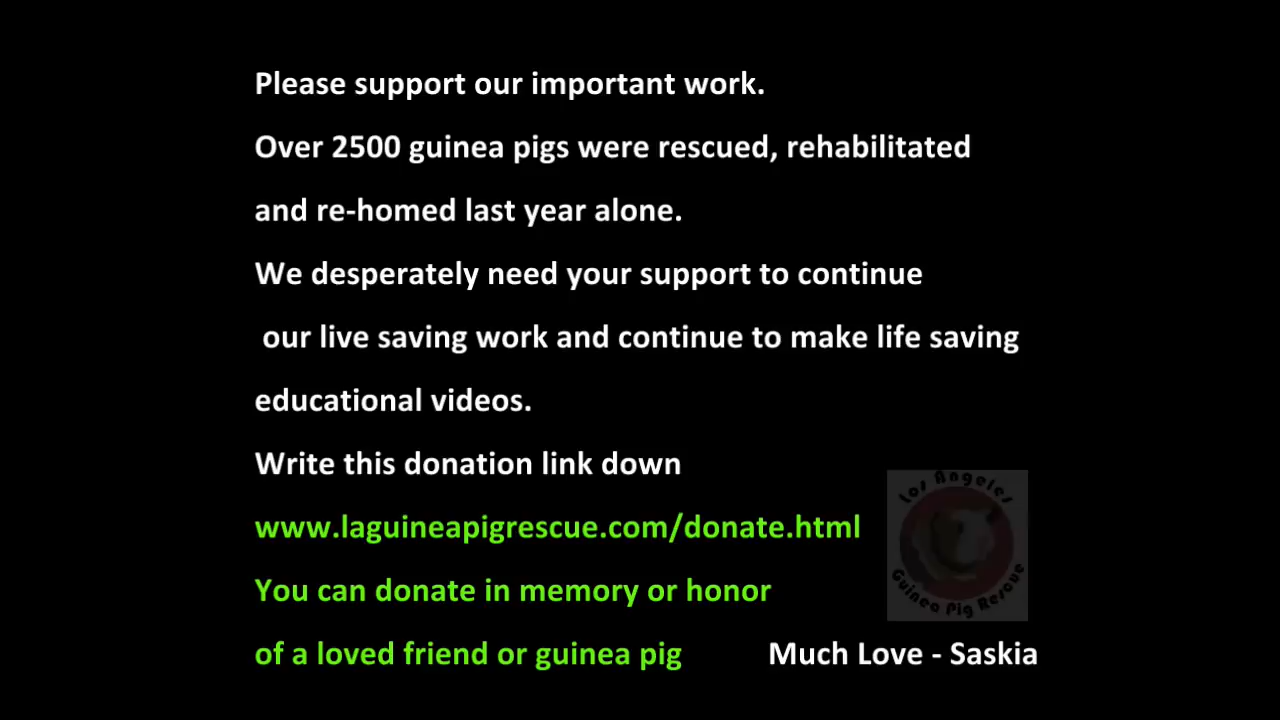 Please support our important work.
Over 2500 guinea pigs were rescued, rehabilitated
and re-homed last year alone.
We desperately need your support to continue
our live saving work and continue to make life saving
educational videos.
Write this donation link down
www.laguineapigrescue.com/donate.html
Los Angeles
Guinea Pig Rescue
You can donate in memory or honor
of a loved friend or guinea pig
Much Love - Saskia